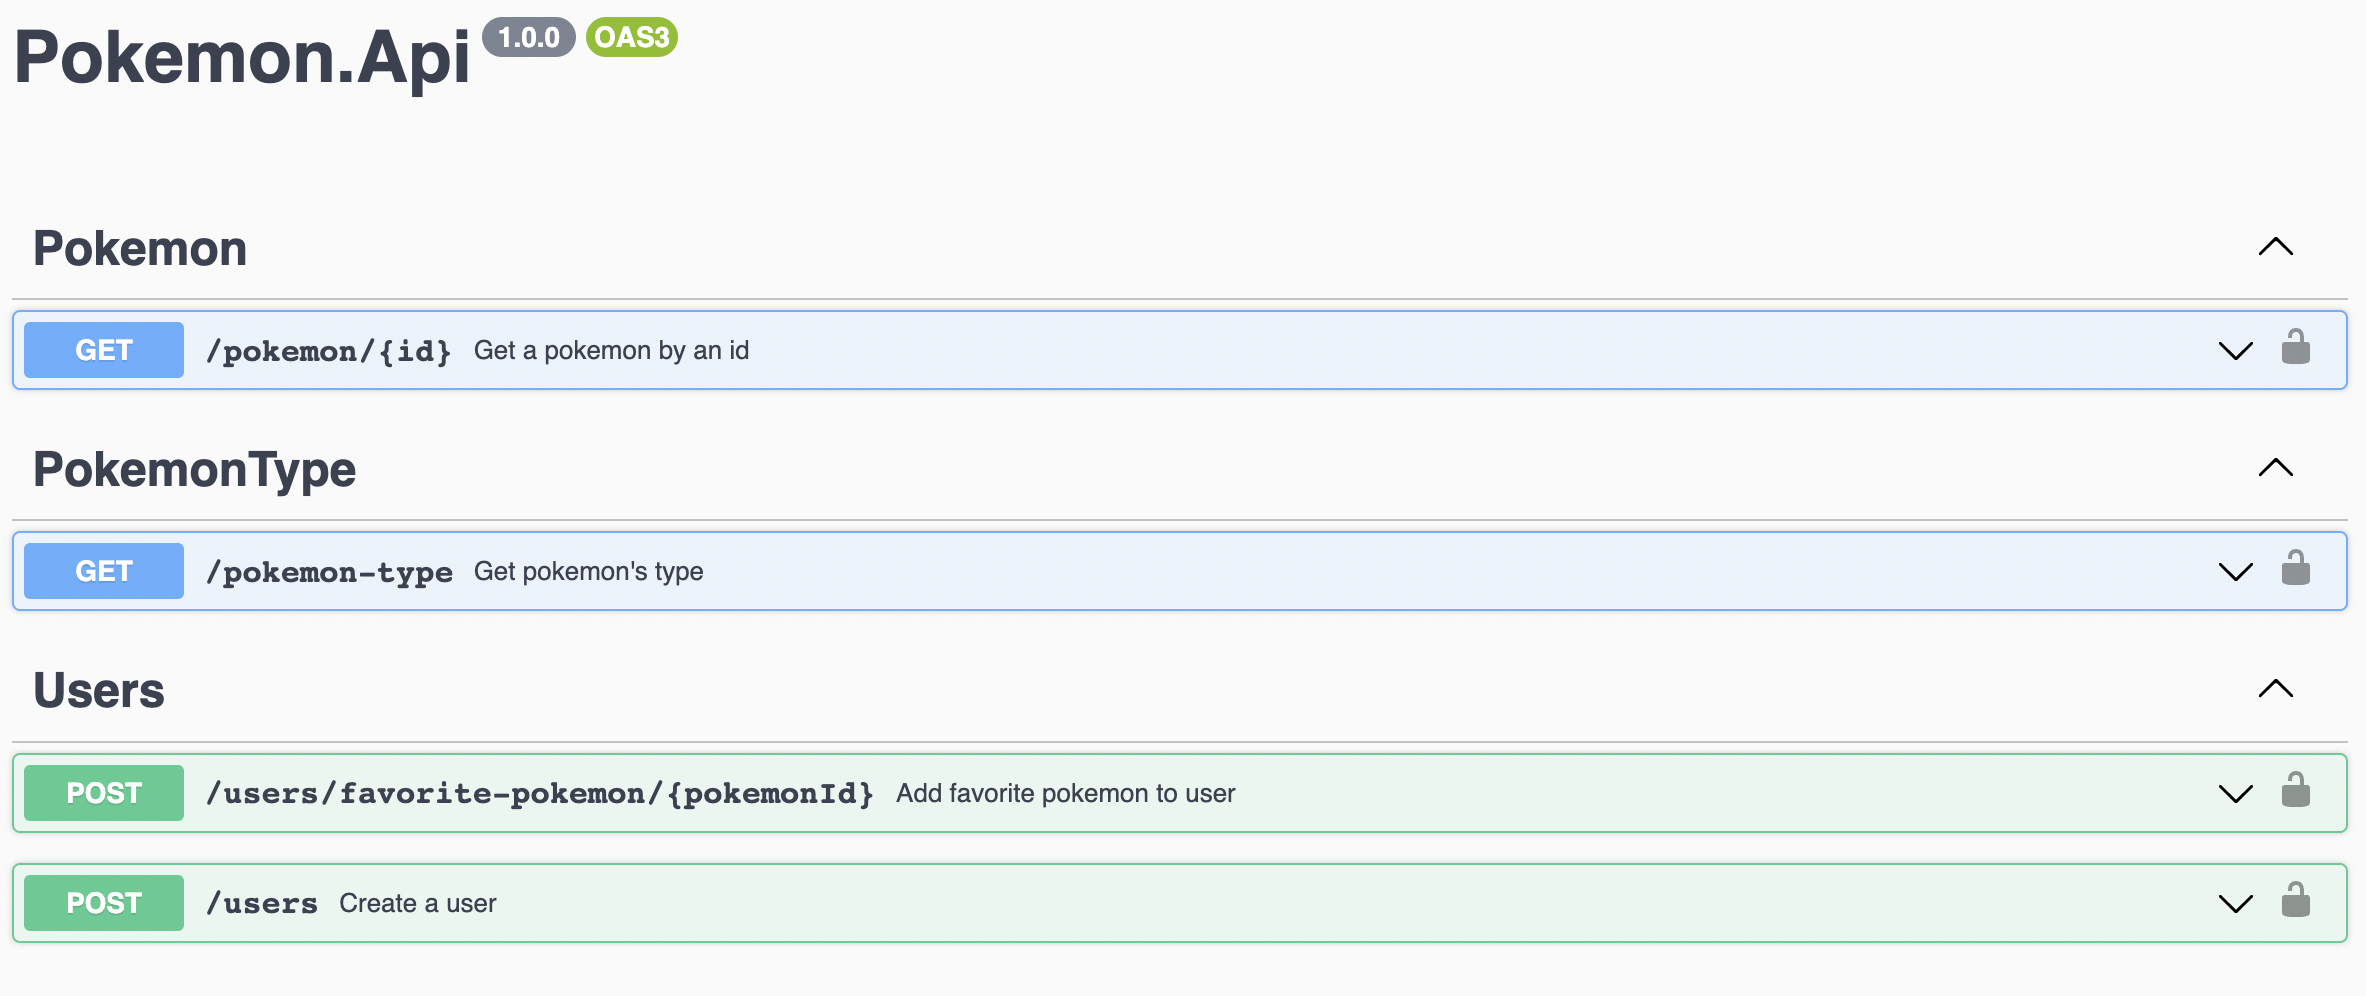 Pokemon.Api 1.0.0 OAS3
Pokemon
GET /pokemon/{id} Get a pokemon by an id
PokemonType
GET /pokemon-type Get pokemon's type
Users
POST /users/favorite-pokemon/{pokemonId} Add favorite pokemon to user
POST /users Create a user